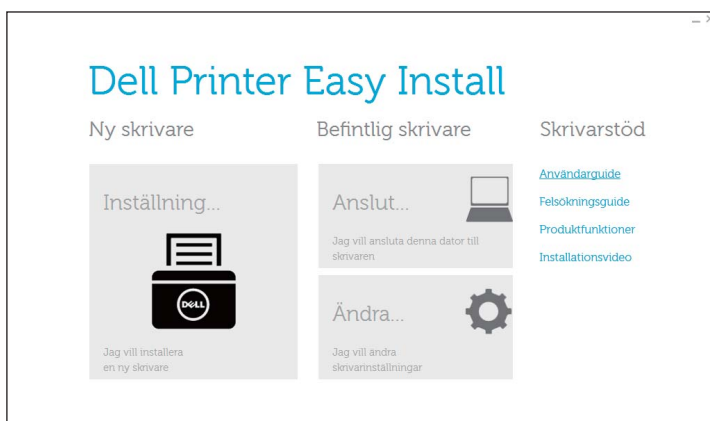 Dell Printer Easy Install
Ny skrivare
Befintlig skrivare
Skrivarstöd
Inställning...
DELL
Jag vill installera
en ny skrivare
Anslut...
Jag vill ansluta denna dator till
skrivaren
Ändra...
Jag vill ändra
skrivarinställningar
Användarguide
Felsökningsguide
Produktfunktioner
Installationsvideo